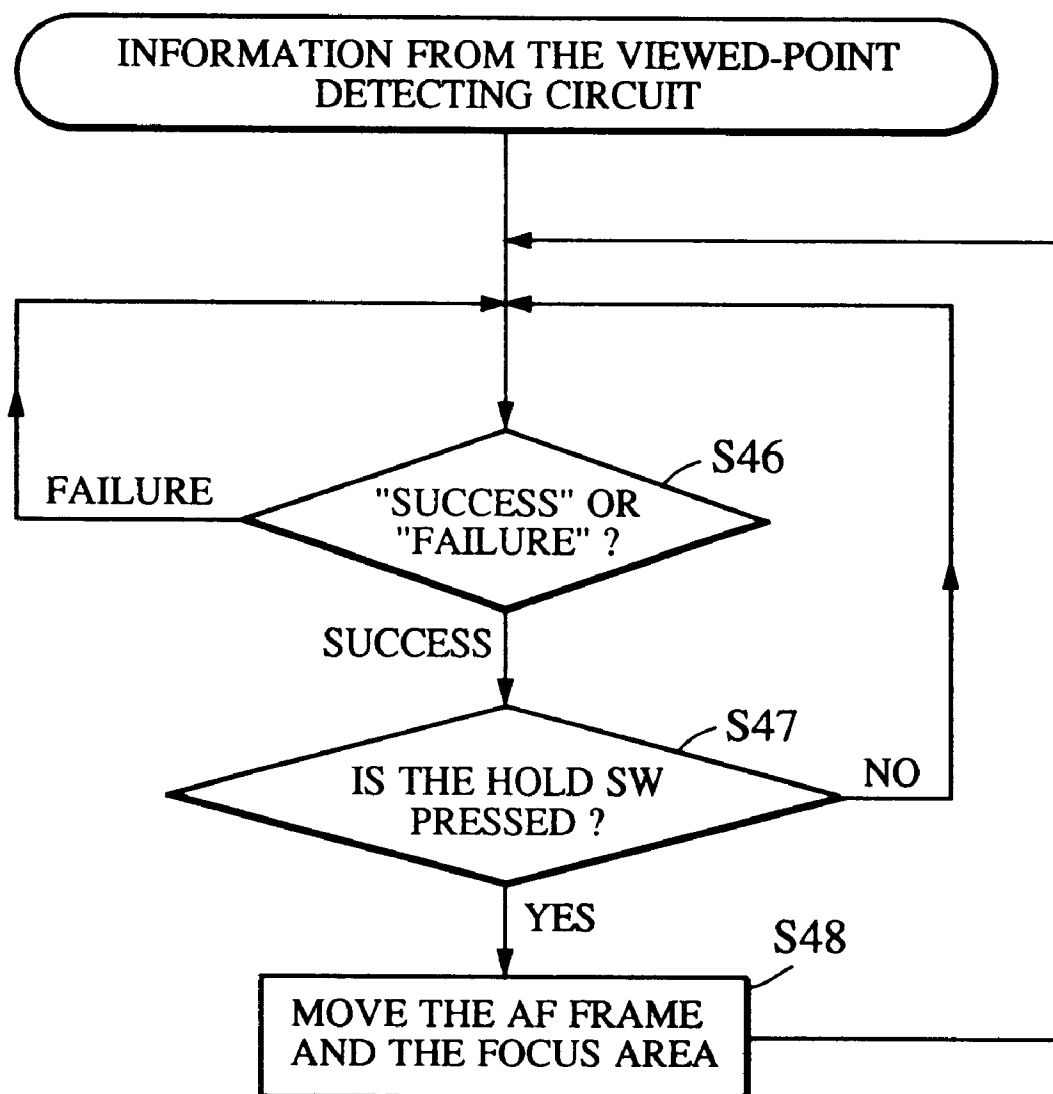 INFORMATION FROM THE VIEWED-POINT
DETECTING CIRCUIT
S46
FAILURE
"SUCCESS" OR
"FAILURE" ?
SUCCESS
S47
IS THE HOLD SW
PRESSED ?
NO
YES
S48
MOVE THE AF FRAME
AND THE FOCUS AREA